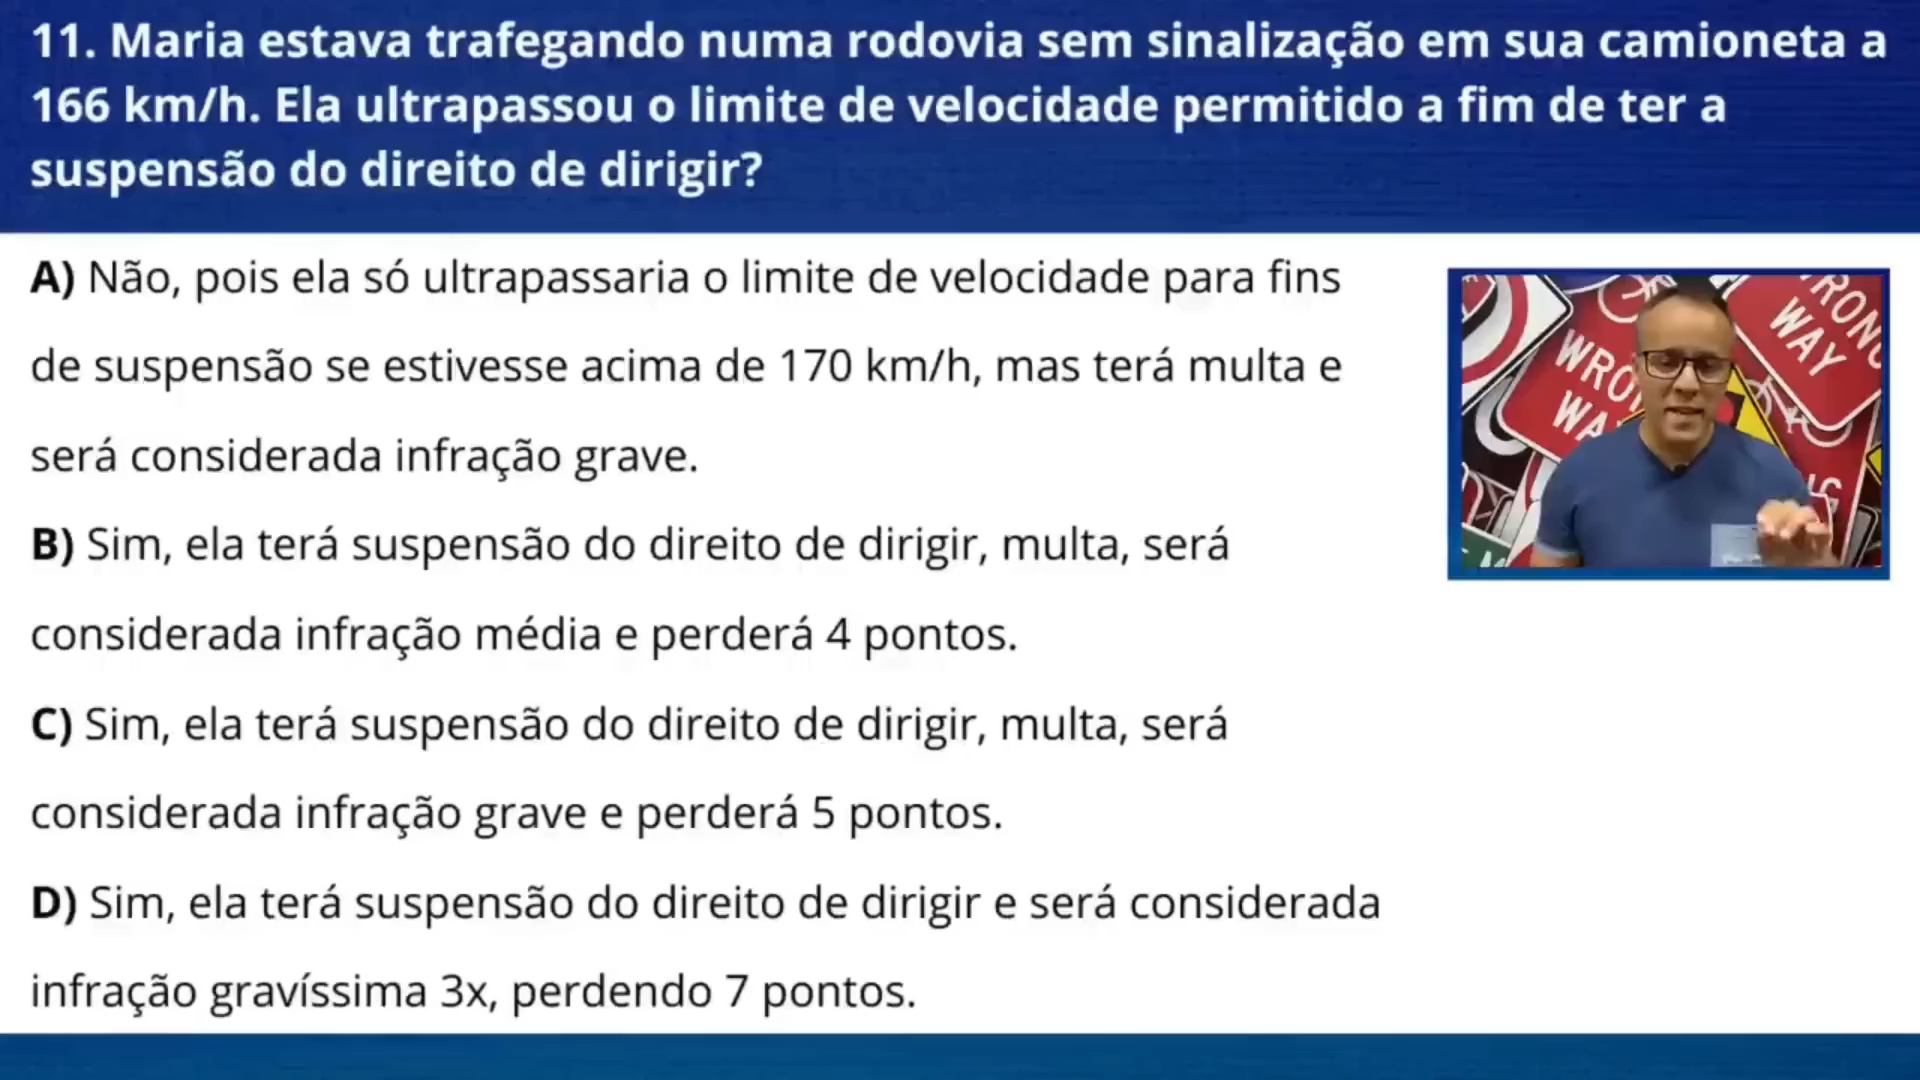 11. Maria estava trafegando numa rodovia sem sinalização em sua camioneta a
166 km/h. Ela ultrapassou o limite de velocidade permitido a fim de ter a
suspensão do direito de dirigir?
A) Não, pois ela só ultrapassaria o limite de velocidade para fins
de suspensão se estivesse acima de 170 km/h, mas terá multa e
será considerada infração grave.
B) Sim, ela terá suspensão do direito de dirigir, multa, será
considerada infração média e perderá 4 pontos.
C) Sim, ela terá suspensão do direito de dirigir, multa, será
considerada infração grave e perderá 5 pontos.
D) Sim, ela terá suspensão do direito de dirigir e será considerada
infração gravíssima 3x, perdendo 7 pontos.
WAY